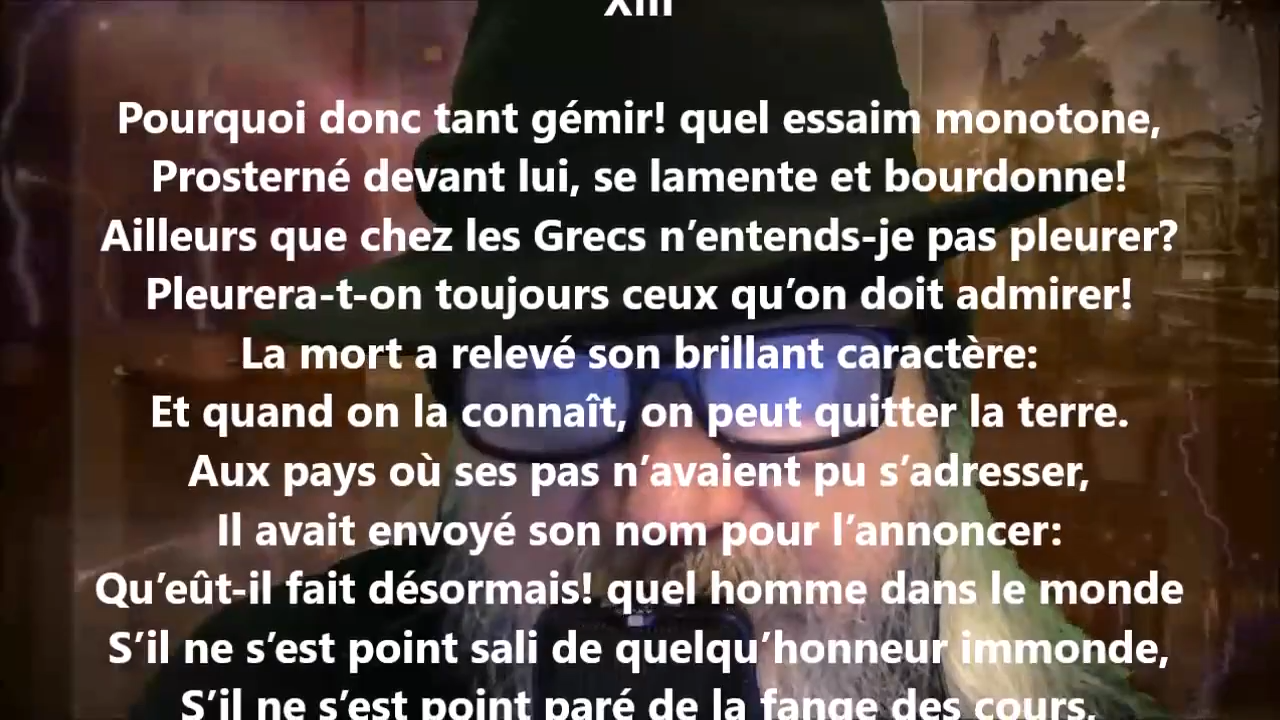 XIII
Pourquoi donc tant gémir! quel essaim monotone,
Prosterné devant lui, se lamente et bourdonne!
Ailleurs que chez les Grecs n’entends-je pas pleurer?
Pleurera-t-on toujours ceux qu’on doit admirer!
La mort a relevé son brillant caractère:
Et quand on la connaît, on peut quitter la terre.
Aux pays où ses pas n’avaient pu s’adresser,
Il avait envoyé son nom pour l’annoncer:
Qu’eût-il fait désormais! quel homme dans le monde
S’il ne s’est point sali de quelqu’honneur immonde,
S’il ne s’est point paré de la fange des cours,